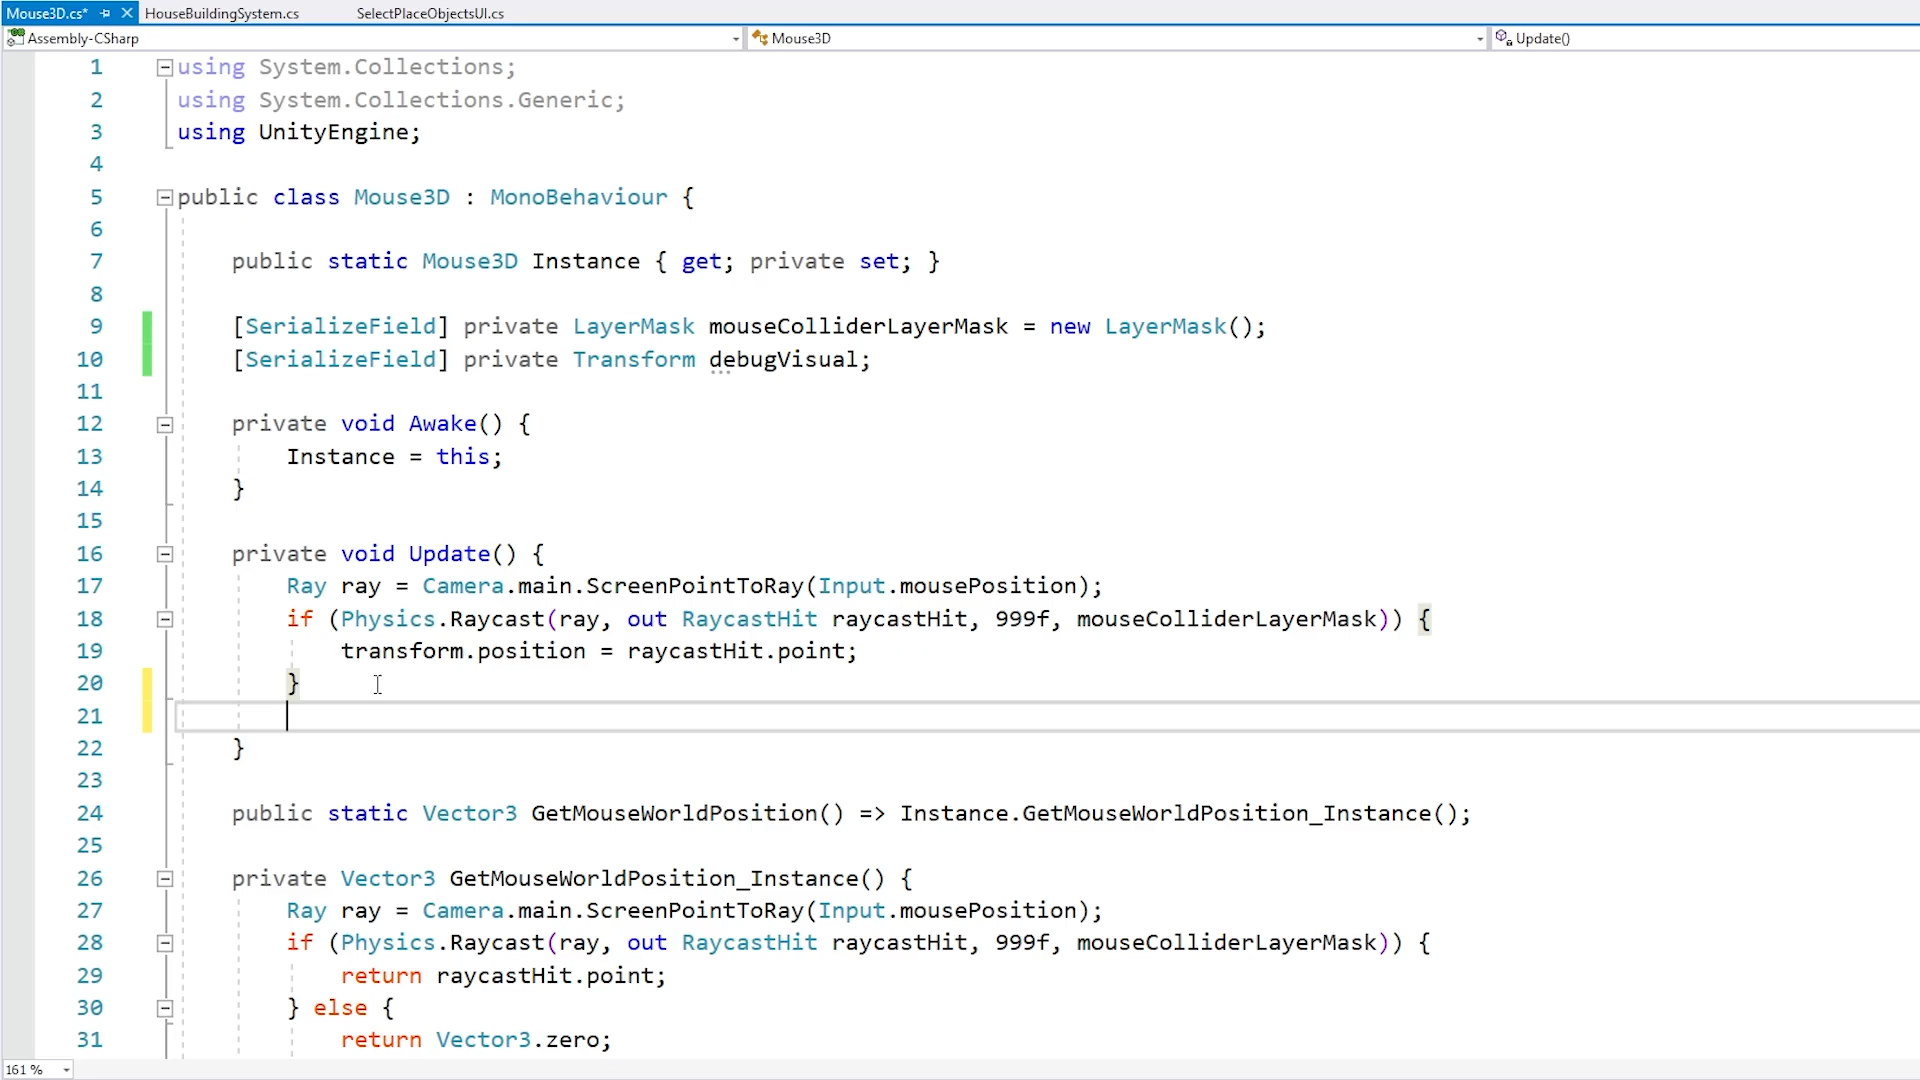 Mouse3D.cs* HouseBuildingSystem.cs SelectPlaceObjectsUI.cs
Assembly-CSharp Mouse3D Update()
1 using System.Collections;
2 using System.Collections.Generic;
3 using UnityEngine;
4
5 public class Mouse3D : MonoBehaviour {
6
7 public static Mouse3D Instance { get; private set; }
8
9 [SerializeField] private LayerMask mouseColliderLayerMask = new LayerMask();
10 [SerializeField] private Transform debugVisual;
11
12 private void Awake() {
13 Instance = this;
14 }
15
16 private void Update() {
17 Ray ray = Camera.main.ScreenPointToRay(Input.mousePosition);
18 if (Physics.Raycast(ray, out RaycastHit raycastHit, 999f, mouseColliderLayerMask)) {
19 transform.position = raycastHit.point;
20 }
21
22 }
23
24 public static Vector3 GetMouseWorldPosition() => Instance.GetMouseWorldPosition_Instance();
25
26 private Vector3 GetMouseWorldPosition_Instance() {
27 Ray ray = Camera.main.ScreenPointToRay(Input.mousePosition);
28 if (Physics.Raycast(ray, out RaycastHit raycastHit, 999f, mouseColliderLayerMask)) {
29 return raycastHit.point;
30 } else {
31 return Vector3.zero;
161 %